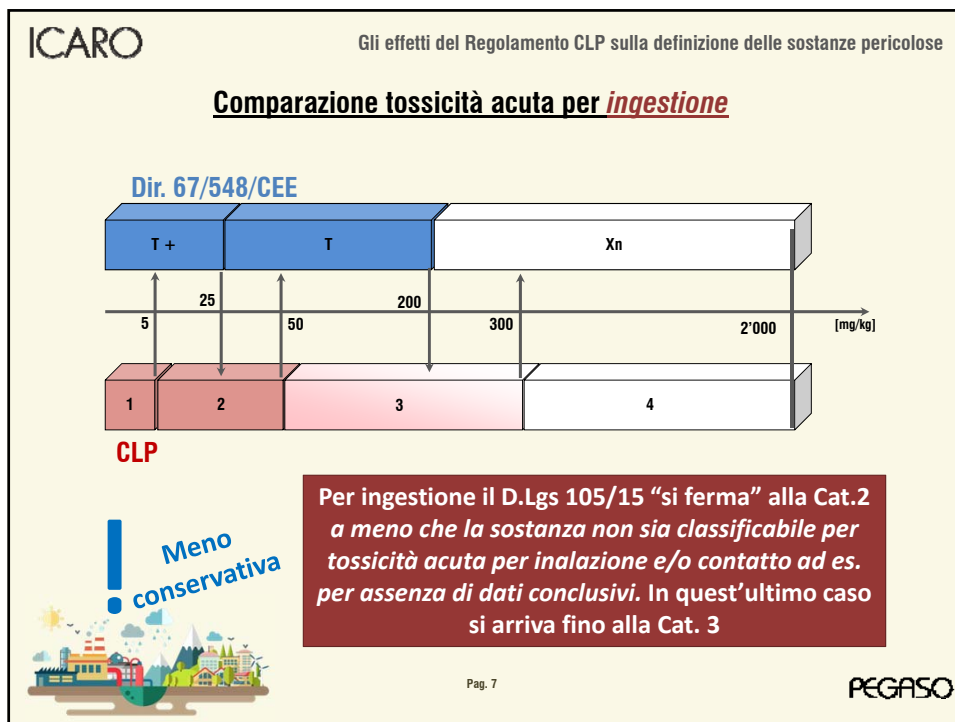 ICARO
Gli effetti del Regolamento CLP sulla definizione delle sostanze pericolose
Comparazione tossicità acuta per ingestione
Dir. 67/548/CEE
T +
T
Xn
25
200
5
50
300
2'000
[mg/kg]
1
2
3
4
CLP
! Meno
conservativa
Per ingestione il D.Lgs 105/15 “si ferma” alla Cat.2
a meno che la sostanza non sia classificabile per
tossicità acuta per inalazione e/o contatto ad es.
per assenza di dati conclusivi. In quest’ultimo caso
si arriva fino alla Cat. 3
Pag. 7
PEGASO